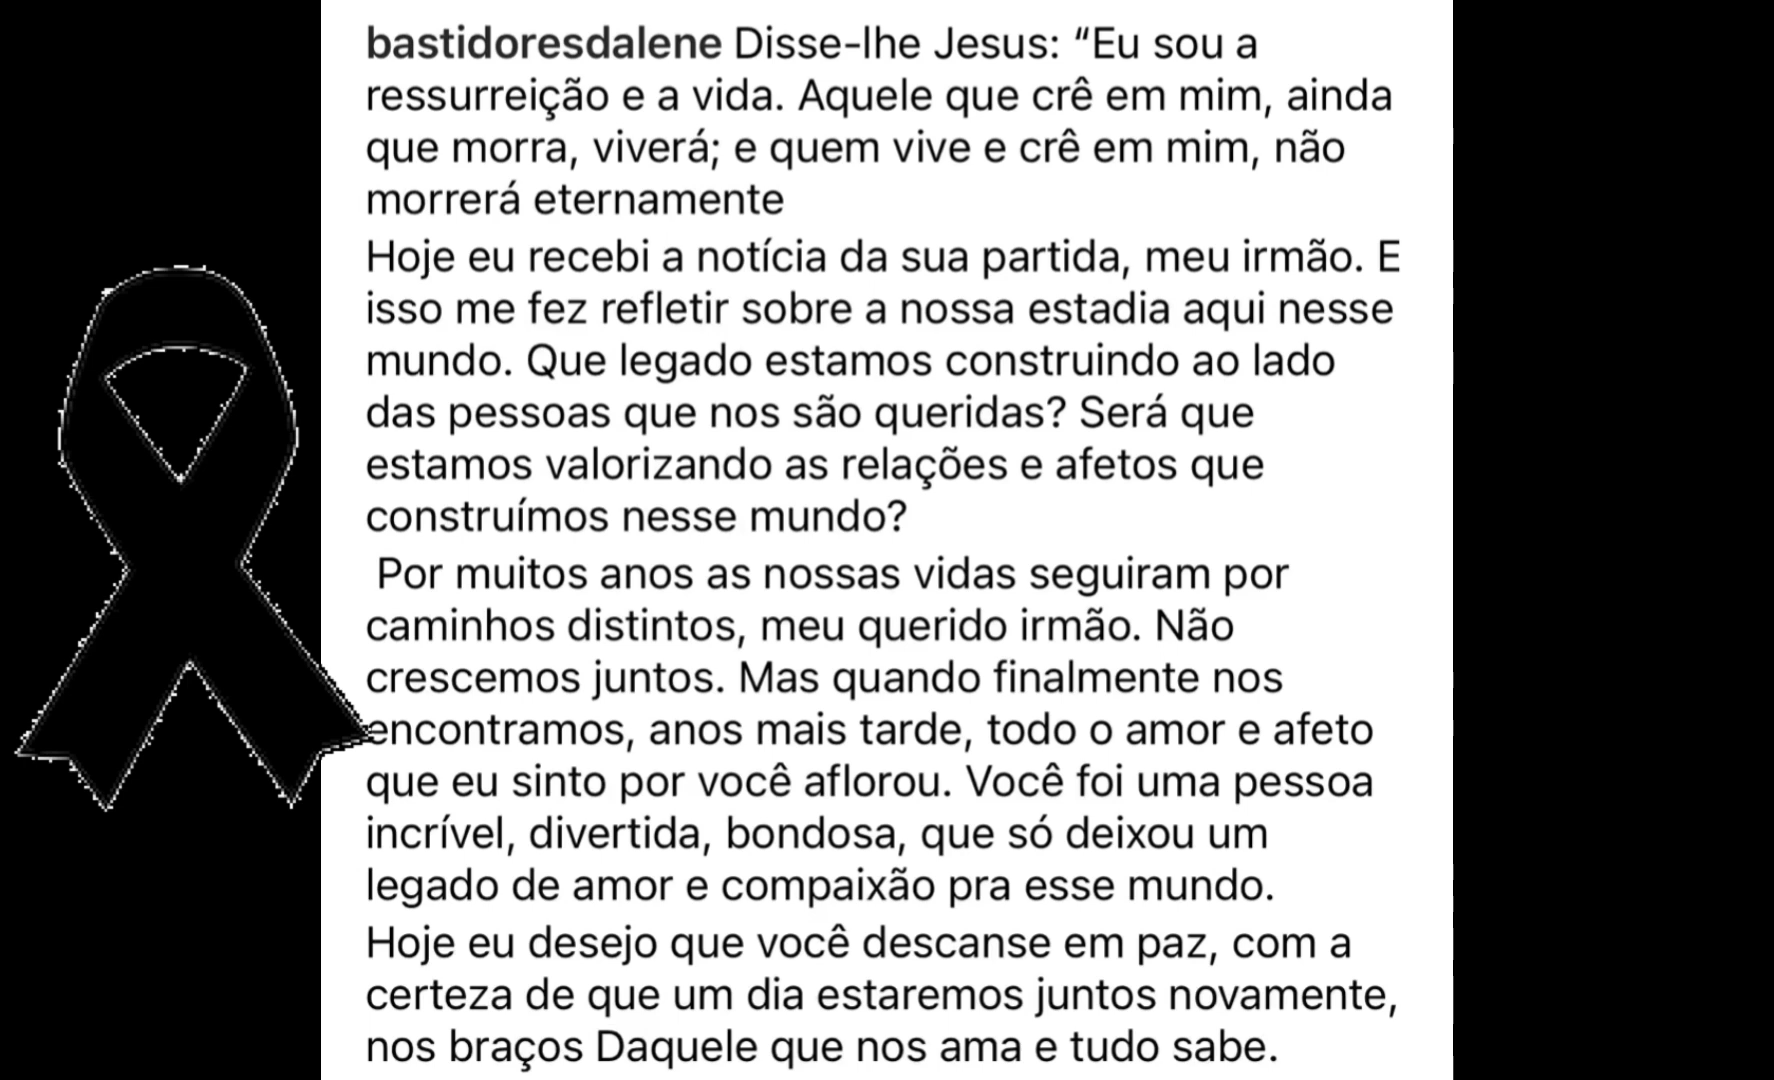 bastidoresdalene Disse-lhe Jesus: “Eu sou a
ressurreição e a vida. Aquele que crê em mim, ainda
que morra, viverá; e quem vive e crê em mim, não
morrerá eternamente
Hoje eu recebi a notícia da sua partida, meu irmão. E
isso me fez refletir sobre a nossa estadia aqui nesse
mundo. Que legado estamos construindo ao lado
das pessoas que nos são queridas? Será que
estamos valorizando as relações e afetos que
construímos nesse mundo?
Por muitos anos as nossas vidas seguiram por
caminhos distintos, meu querido irmão. Não
crescemos juntos. Mas quando finalmente nos
encontramos, anos mais tarde, todo o amor e afeto
que eu sinto por você aflorou. Você foi uma pessoa
incrível, divertida, bondosa, que só deixou um
legado de amor e compaixão pra esse mundo.
Hoje eu desejo que você descanse em paz, com a
certeza de que um dia estaremos juntos novamente,
nos braços Daquele que nos ama e tudo sabe.